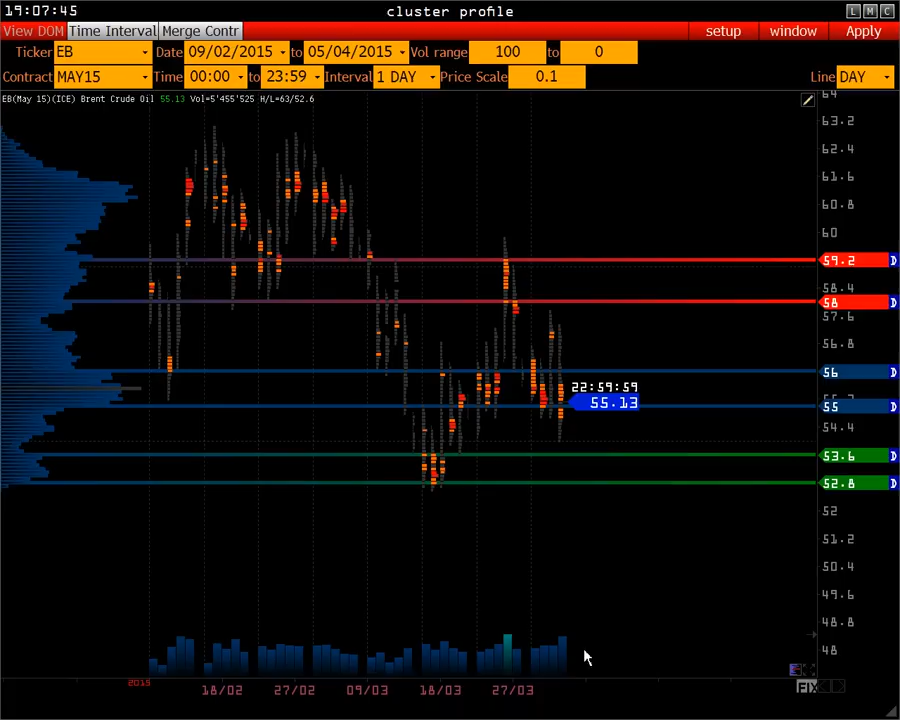 19:07:45 cluster profile L M C
View DOM Time Interval Merge Contr setup window Apply
Ticker EB Date 09/02/2015 to 05/04/2015 Vol range 100 to 0
Contract MAY15 Time 00:00 to 23:59 Interval 1 DAY Price Scale 0.1 Line DAY
EB(May 15)(ICE) Brent Crude Oil 55.13 Vol=5'455'525 H/L=63/52.6
64
63.2
62.4
61.6
60.8
60
59.2 D
58.4
58 D
57.6
56.8
56 D
22:59:59
55.13
55 D
54.4
53.6 D
52.8 D
52
51.2
50.4
49.6
48.8
48
2015
18/02 27/02 09/03 18/03 27/03
FIX